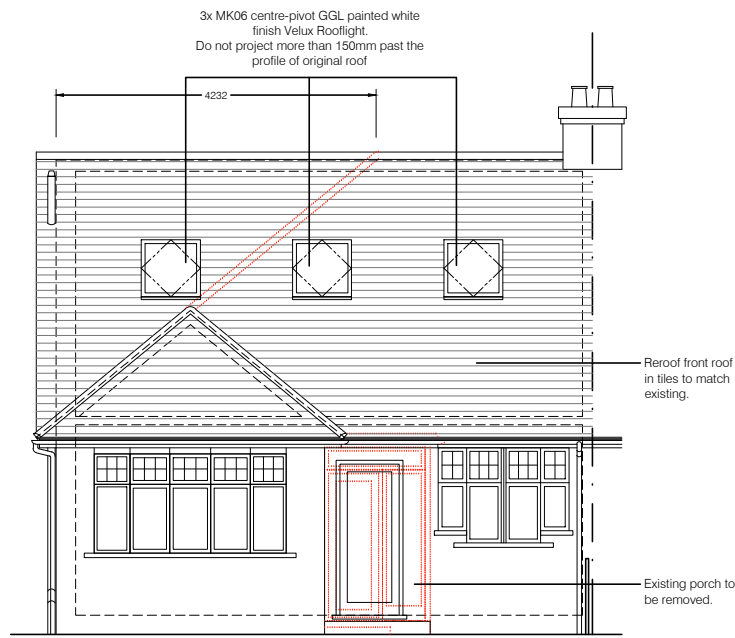 3x MK06 centre-pivot GGL painted white
finish Velux Rooflight.
Do not project more than 150mm past the
profile of original roof
4232
Reroof front roof
in tiles to match
existing.
Existing porch to
be removed.